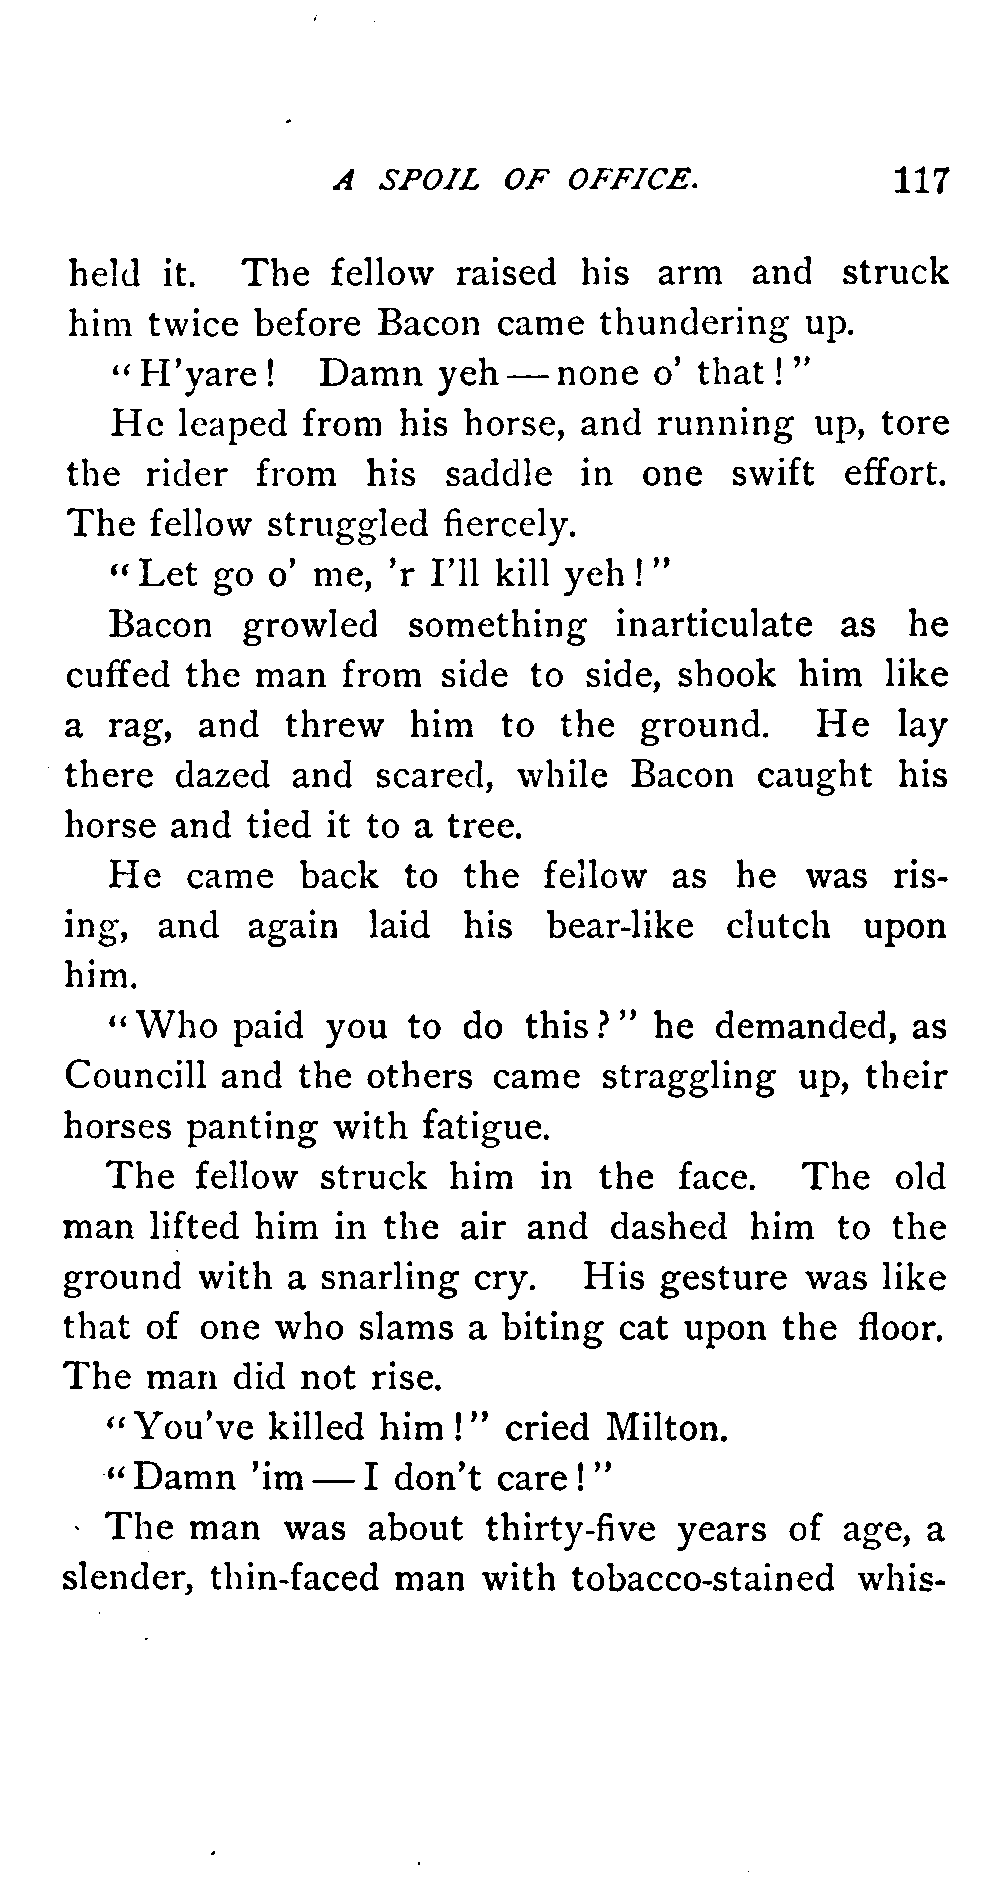 A SPOIL OF OFFICE. 117
held it. The fellow raised his arm and struck
him twice before Bacon came thundering up.
"H'yare! Damn yeh—none o' that!"
He leaped from his horse, and running up, tore
the rider from his saddle in one swift effort.
The fellow struggled fiercely.
"Let go o' me, 'r I'll kill yeh!"
Bacon growled something inarticulate as he
cuffed the man from side to side, shook him like
a rag, and threw him to the ground. He lay
there dazed and scared, while Bacon caught his
horse and tied it to a tree.
He came back to the fellow as he was ris-
ing, and again laid his bear-like clutch upon
him.
"Who paid you to do this?" he demanded, as
Councill and the others came straggling up, their
horses panting with fatigue.
The fellow struck him in the face. The old
man lifted him in the air and dashed him to the
ground with a snarling cry. His gesture was like
that of one who slams a biting cat upon the floor.
The man did not rise.
"You've killed him!" cried Milton.
"Damn 'im—I don't care!"
The man was about thirty-five years of age, a
slender, thin-faced man with tobacco-stained whis-